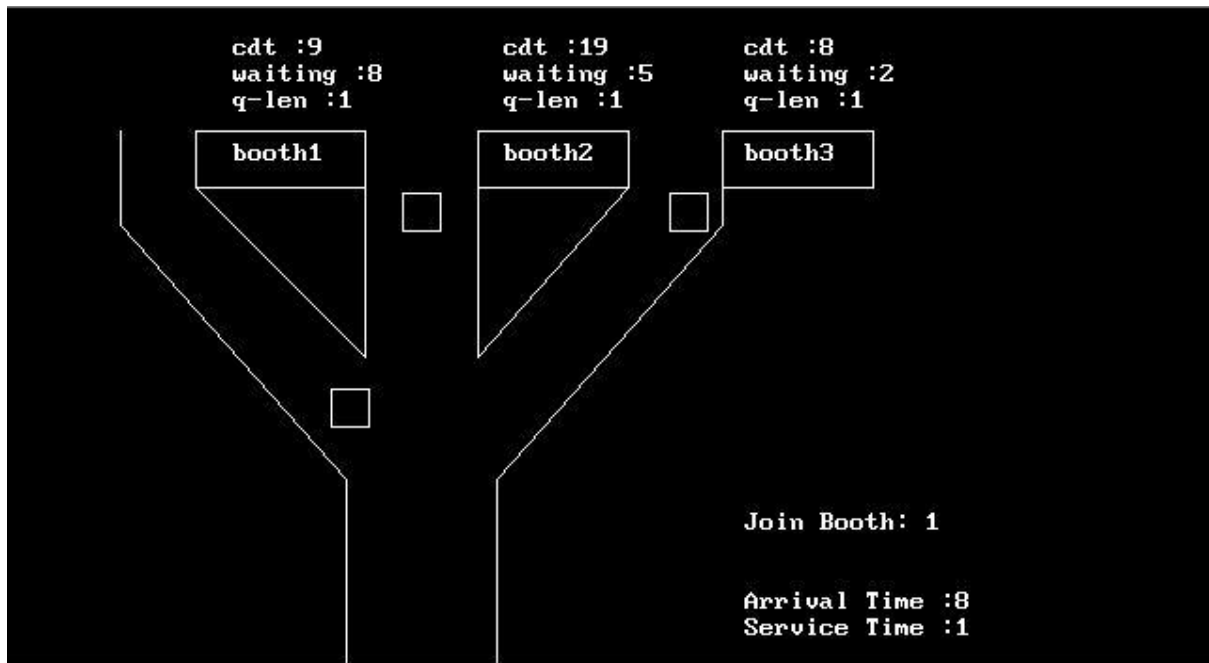 cdt :9
waiting :8
q-len :1
cdt :19
waiting :5
q-len :1
cdt :8
waiting :2
q-len :1
booth1
booth2
booth3
Join Booth: 1
Arrival Time :8
Service Time :1